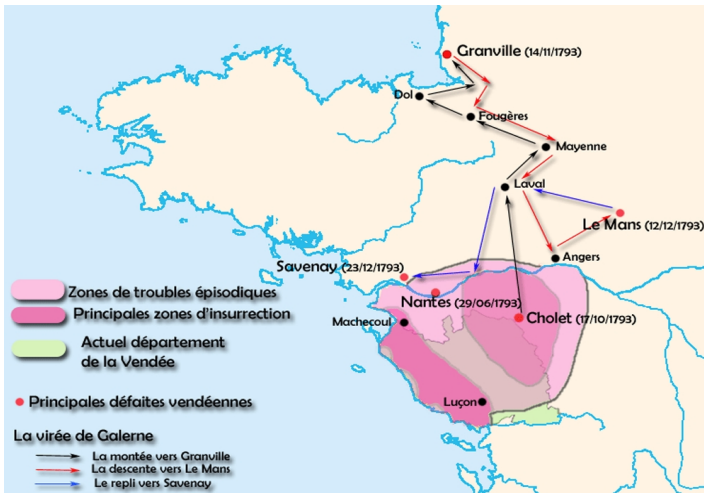 Granville (14/11/1793)
Dol
Fougères
Mayenne
Laval
Le Mans (12/12/1793)
Angers
Savenay (23/12/1793)
Nantes (29/06/1793)
Machecoul
Cholet (17/10/1793)
Luçon
Zones de troubles épisodiques
Principales zones d'insurrection
Actuel département
de la Vendée
Principales défaites vendéennes
La virée de Galerne
La montée vers Granville
La descente vers Le Mans
Le repli vers Savenay